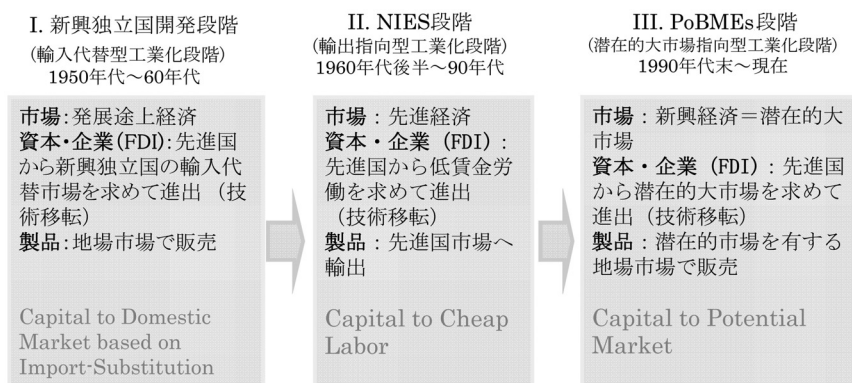 I. 新興独立国開発段階
(輸入代替型工業化段階)
1950年代～60年代
市場:発展途上経済
資本・企業(FDI):先進国
から新興独立国の輸入代
替市場を求めて進出（技
術移転）
製品:地場市場で販売
Capital to Domestic
Market based on
Import-Substitution
II. NIES段階
(輸出指向型工業化段階)
1960年代後半～90年代
市場：先進経済
資本・企業（FDI）：
先進国から低賃金労
働を求めて進出
（技術移転）
製品：先進国市場へ
輸出
Capital to Cheap
Labor
III. PoBMEs段階
(潜在的大市場指向型工業化段階)
1990年代末～現在
市場：新興経済＝潜在的大
市場
資本・企業（FDI）：先進国
から潜在的大市場を求めて
進出（技術移転）
製品：潜在的市場を有する
地場市場で販売
Capital to Potential
Market